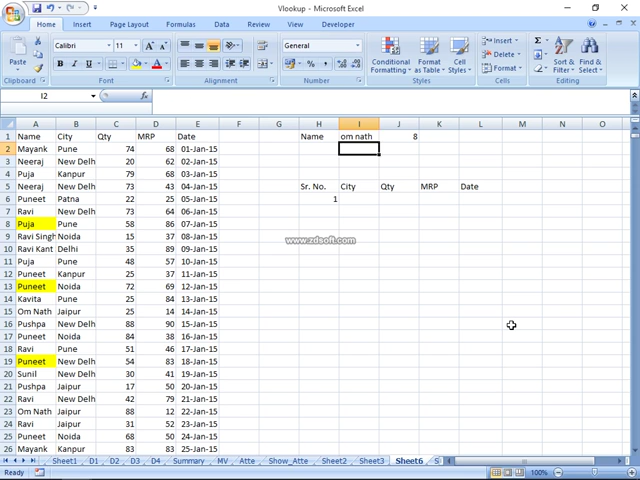 Vlookup - Microsoft Excel
Home Insert Page Layout Formulas Data Review View Developer
Paste Calibri 11 A A General Conditional Formatting Format as Table Cell Styles Insert Delete Format Sort & Filter Find & Select
B I U $ % ,
Clipboard Font Alignment Number Styles Cells Editing
I2 fx
A B C D E F G H I J K L M N O
1 Name City Qty MRP Date Name om nath 8
2 Mayank Pune 74 68 01-Jan-15
3 Neeraj New Delh 20 62 02-Jan-15
4 Puja Kanpur 79 68 03-Jan-15
5 Neeraj New Delh 73 43 04-Jan-15 Sr. No. City Qty MRP Date
6 Puneet Patna 22 25 06-Jan-15 1
7 Ravi New Delh 73 64 06-Jan-15
8 Puja Pune 58 86 07-Jan-15
9 Ravi Singh Noida 15 37 08-Jan-15 www.zdsoft.com
10 Ravi Kant Delhi 35 89 09-Jan-15
11 Puja Pune 48 57 10-Jan-15
12 Puneet Kanpur 25 37 11-Jan-15
13 Puneet Noida 72 69 12-Jan-15
14 Kavita Pune 25 84 13-Jan-15
15 Om Nath Jaipur 25 14 14-Jan-15
16 Pushpa New Delh 88 90 15-Jan-15
17 Puneet Noida 84 38 16-Jan-15
18 Ravi Pune 51 46 17-Jan-15
19 Puneet New Delh 54 83 18-Jan-15
20 Sunil New Delh 30 41 19-Jan-15
21 Pushpa Jaipur 17 50 20-Jan-15
22 Ravi New Delh 42 79 21-Jan-15
23 Om Nath Jaipur 88 12 22-Jan-15
24 Ravi Jaipur 31 52 23-Jan-15
25 Puneet Noida 68 50 24-Jan-15
26 Mayank Kanpur 83 83 25-Jan-15
Sheet1 D1 D2 D3 D4 Summary MV Atte Show_Atte Sheet2 Sheet3 Sheet6 S
Ready 100%